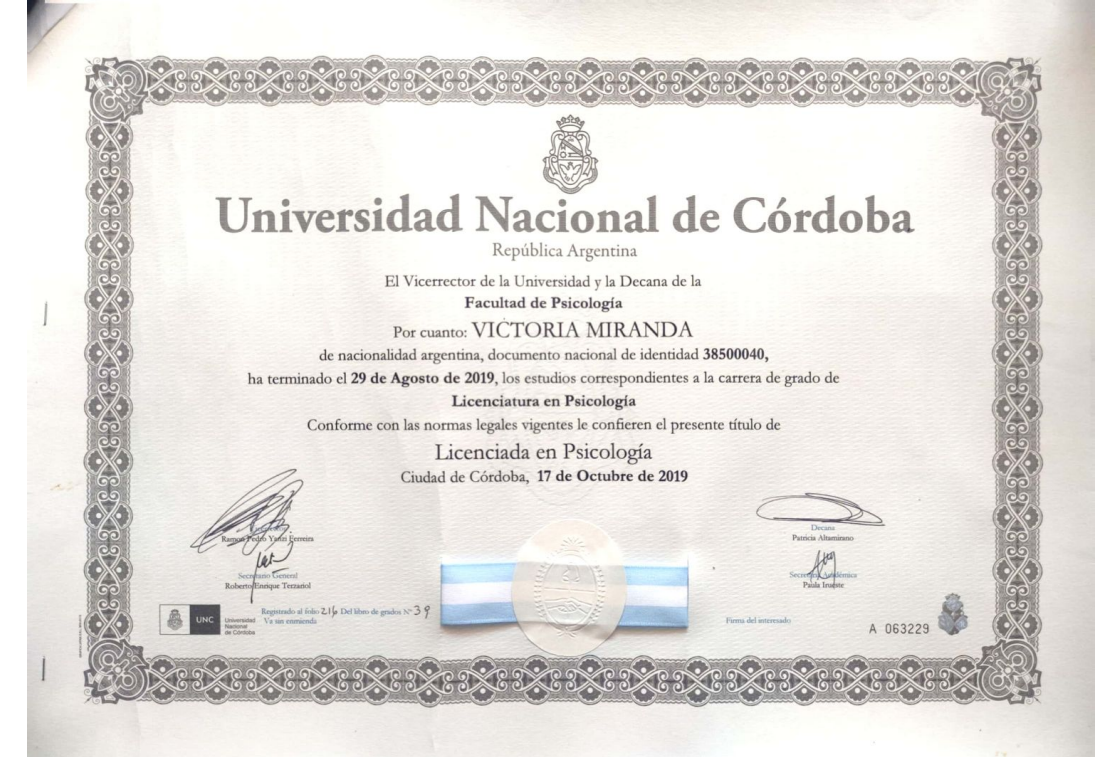 Universidad Nacional de Córdoba
República Argentina
El Vicerrector de la Universidad y la Decana de la
Facultad de Psicología
Por cuanto: VICTORIA MIRANDA
de nacionalidad argentina, documento nacional de identidad 38500040,
ha terminado el 29 de Agosto de 2019, los estudios correspondientes a la carrera de grado de
Licenciatura en Psicología
Conforme con las normas legales vigentes le confieren el presente título de
Licenciada en Psicología
Ciudad de Córdoba, 17 de Octubre de 2019
Ramon Pedro Yanzi Ferreira
Secretario General
Roberto Enrique Terzariol
Decana
Patricia Altamirano
Secretaria Académica
Paula Irueste
UNC
Universidad
Nacional
de Córdoba
Registrado al folio 216 Del libro de grados Nº 39
Va sin enmienda
Firma del interesado
A 063229